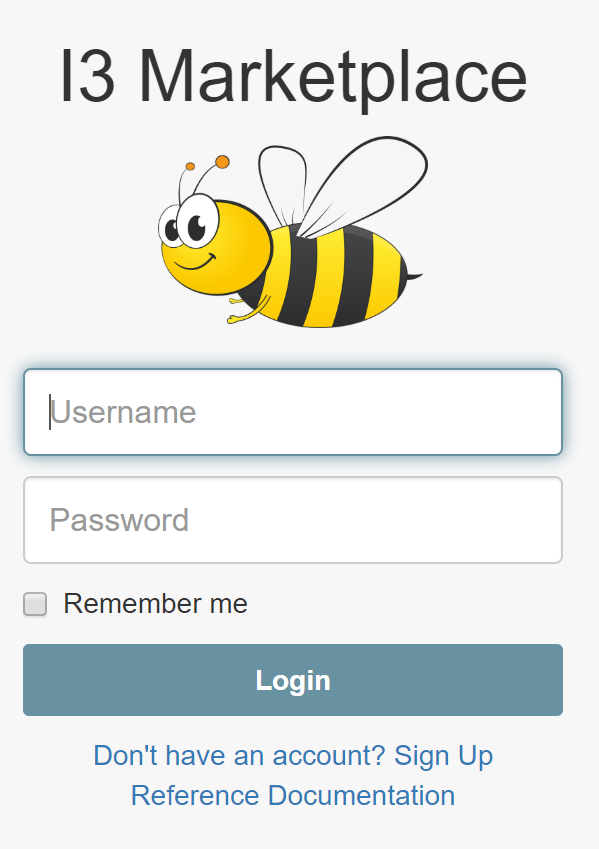 I3 Marketplace
Username
Password
Remember me
Login
Don't have an account? Sign Up
Reference Documentation